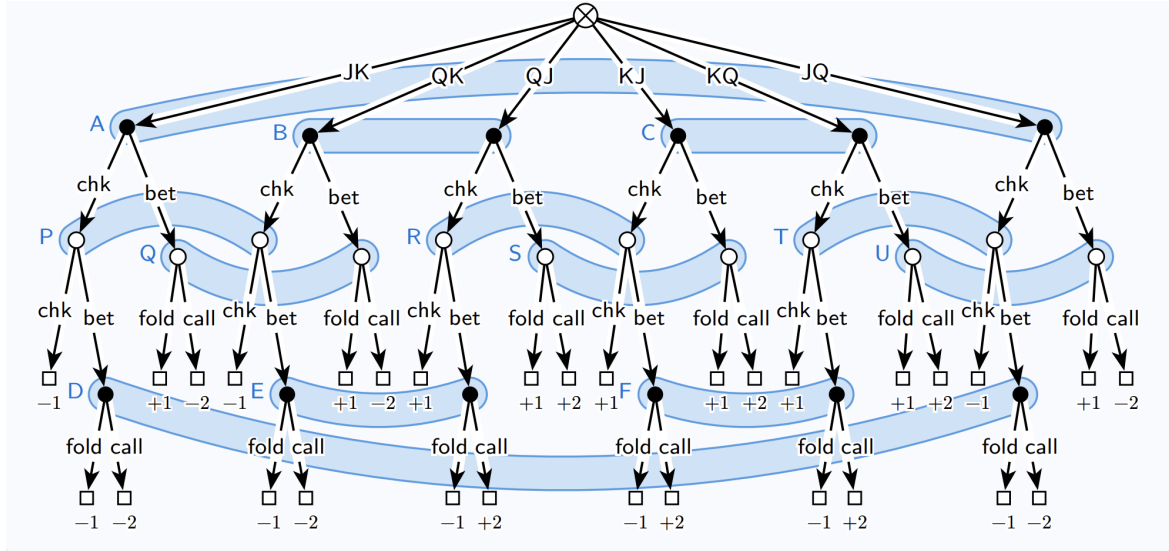 JK QK QJ KJ KQ JQ
A B C
chk bet chk bet chk bet chk bet chk bet chk bet
P Q R S T U
chk bet fold call chk bet fold call chk bet fold call chk bet fold call chk bet fold call chk bet fold call
−1 +1 −2 −1 +1 −2 +1 +1 +2 +1 +1 +2 +1 +1 +2 −1 +1 −2
D E F
fold call fold call fold call fold call fold call fold call
−1 −2 −1 −2 −1 +2 −1 +2 −1 +2 −1 −2